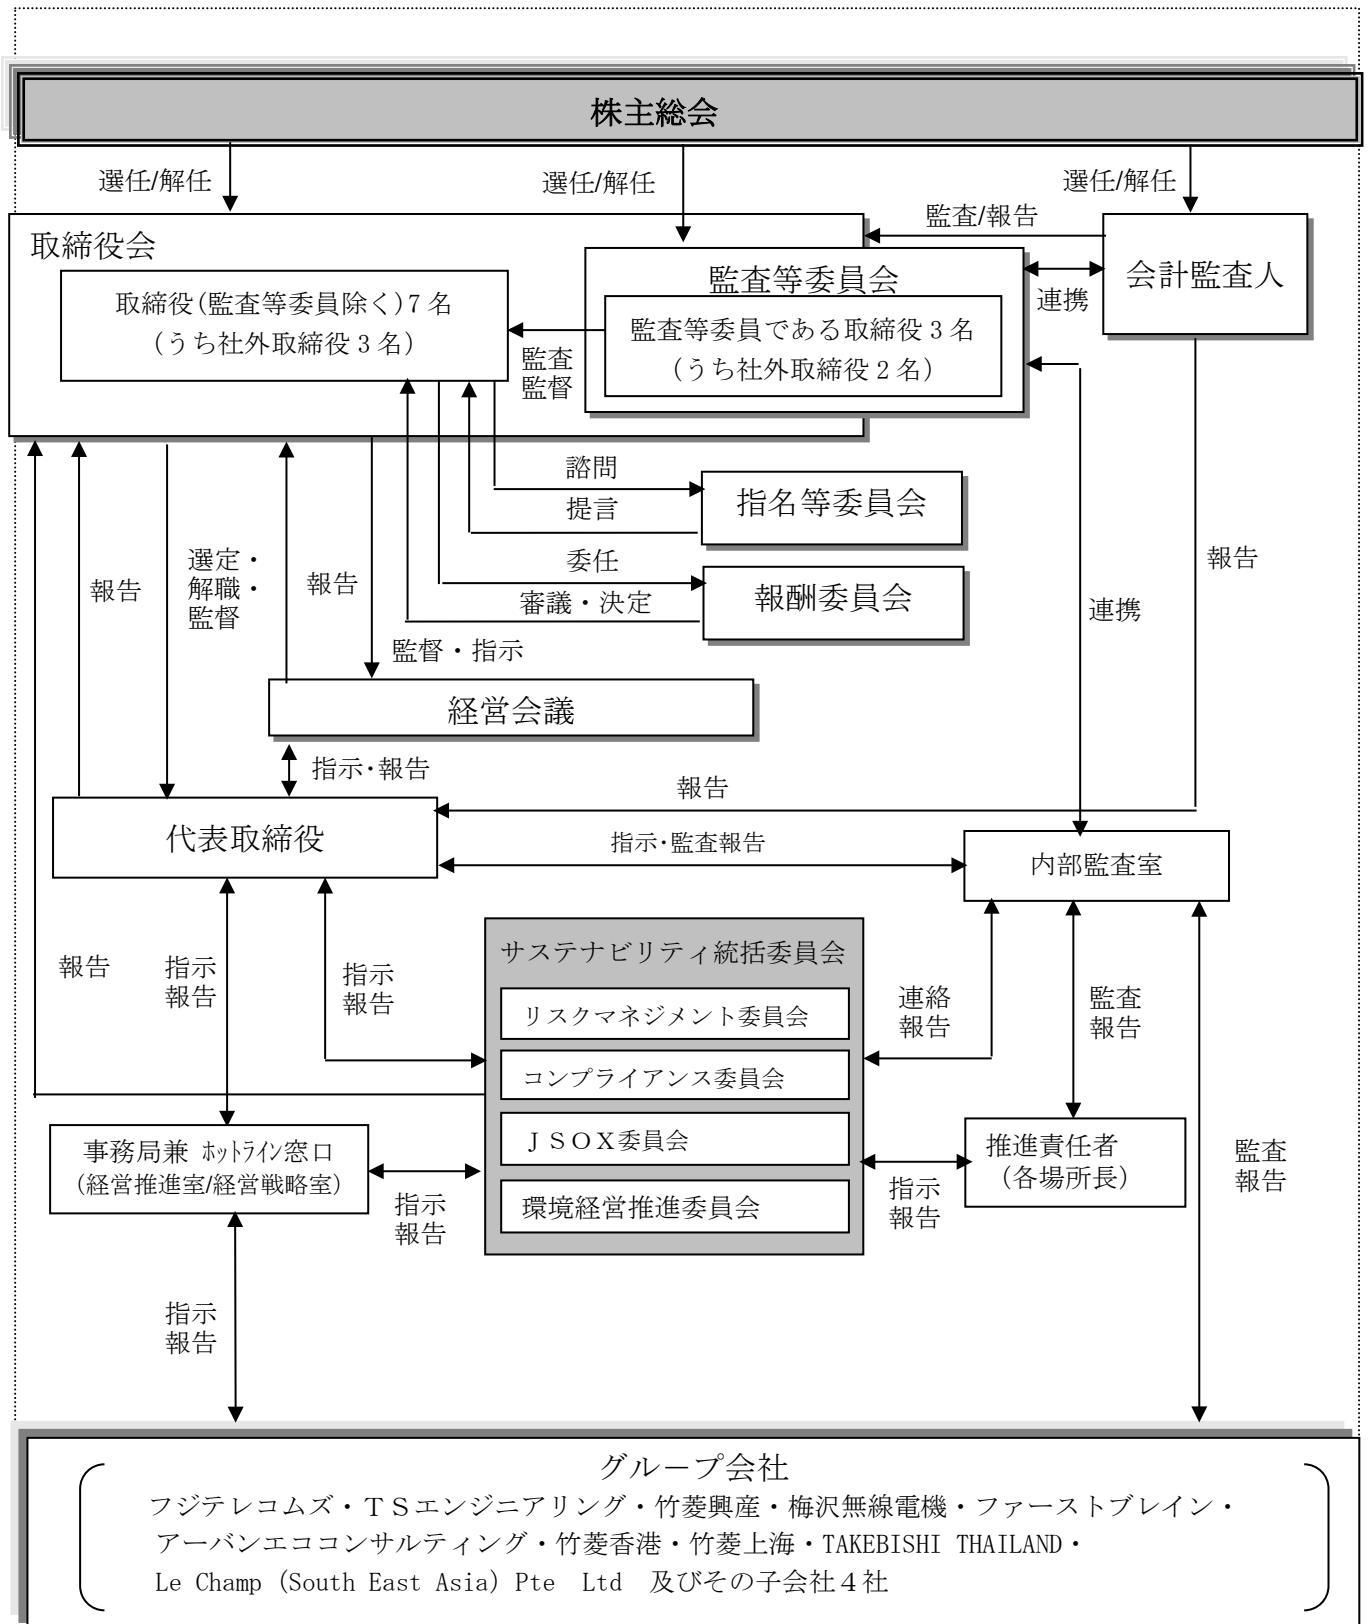 株主総会
選任/解任
選任/解任
選任/解任
監査/報告
取締役会
監査等委員会
会計監査人
連携
取締役(監査等委員除く)7名
(うち社外取締役3名)
監査等委員である取締役3名
(うち社外取締役2名)
監査
監督
諮問
提言
指名等委員会
委任
審議・決定
報酬委員会
報告
選定・
解職・
監督
報告
監督・指示
連携
報告
経営会議
指示・報告
報告
代表取締役
指示・監査報告
内部監査室
報告
指示
報告
指示
報告
サステナビリティ統括委員会
リスクマネジメント委員会
コンプライアンス委員会
JSOX委員会
環境経営推進委員会
連絡
報告
監査
報告
事務局兼 ホットライン窓口
(経営推進室/経営戦略室)
指示
報告
指示
報告
推進責任者
(各場所長)
監査
報告
指示
報告
グループ会社
フジテレコムズ・TSエンジニアリング・竹菱興産・梅沢無線電機・ファーストブレイン・
アーバンエココンサルティング・竹菱香港・竹菱上海・TAKEBISHI THAILAND・
Le Champ (South East Asia) Pte Ltd 及びその子会社4社